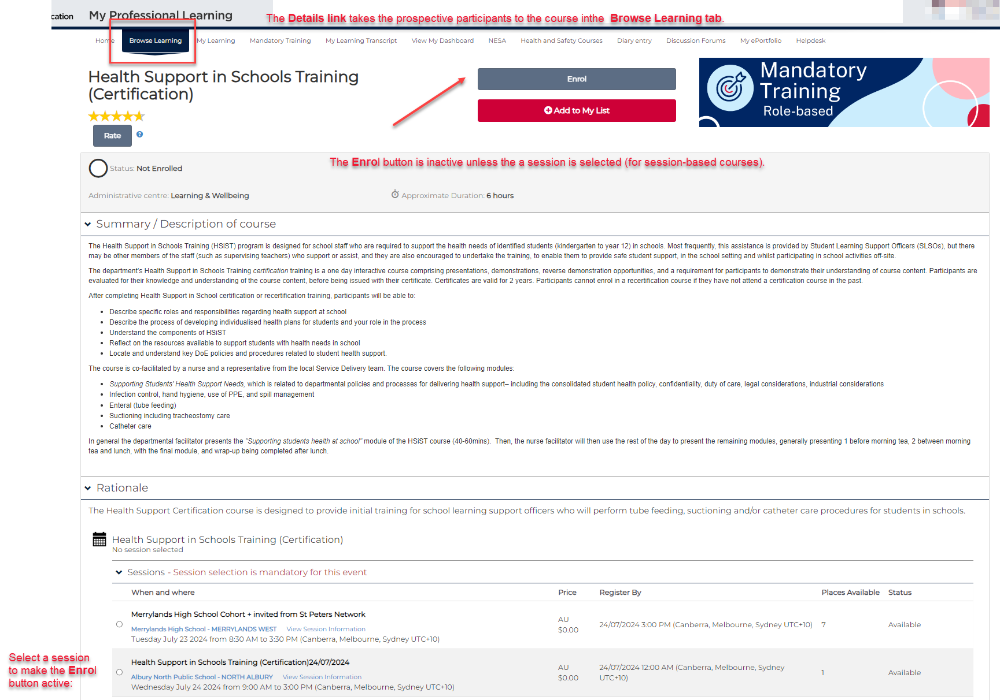 cation
My Professional Learning
The Details link takes the prospective participants to the course inthe Browse Learning tab.
Home Browse Learning My Learning Mandatory Training My Learning Transcript View My Dashboard NESA Health and Safety Courses Diary entry Discussion Forums My ePortfolio Helpdesk
Health Support in Schools Training
(Certification)
Enrol
Add to My List
Mandatory
Training
Role-based
Rate
?
Status: Not Enrolled
The Enrol button is inactive unless the a session is selected (for session-based courses).
Administrative centre: Learning & Wellbeing
Approximate Duration: 6 hours
Summary / Description of course
The Health Support in Schools Training (HSiST) program is designed for school staff who are required to support the health needs of identified students (kindergarten to year 12) in schools. Most frequently, this assistance is provided by Student Learning Support Officers (SLSOs), but there
may be other members of the staff (such as supervising teachers) who support or assist, and they are also encouraged to undertake the training, to enable them to provide safe student support, in the school setting and whilst participating in school activities off-site.
The department's Health Support in Schools Training certification training is a one day interactive course comprising presentations, demonstrations, reverse demonstration opportunities, and a requirement for participants to demonstrate their understanding of course content. Participants are
evaluated for their knowledge and understanding of the course content, before being issued with their certificate. Certificates are valid for 2 years. Participants cannot enrol in a recertification course if they have not attend a certification course in the past.
After completing Health Support in School certification or recertification training, participants will be able to:
• Describe specific roles and responsibilities regarding health support at school
• Describe the process of developing individualised health plans for students and your role in the process
• Understand the components of HSiST
• Reflect on the resources available to support students with health needs in school
• Locate and understand key DoE policies and procedures related to student health support.
The course is co-facilitated by a nurse and a representative from the local Service Delivery team. The course covers the following modules:
• Supporting Students' Health Support Needs, which is related to departmental policies and processes for delivering health support– including the consolidated student health policy, confidentiality, duty of care, legal considerations, industrial considerations
• Infection control, hand hygiene, use of PPE, and spill management
• Enteral (tube feeding)
• Suctioning including tracheostomy care
• Catheter care
In general the departmental facilitator presents the “Supporting students health at school” module of the HSiST course (40-60mins). Then, the nurse facilitator will then use the rest of the day to present the remaining modules, generally presenting 1 before morning tea, 2 between morning
tea and lunch, with the final module, and wrap-up being completed after lunch.
Rationale
The Health Support Certification course is designed to provide initial training for school learning support officers who will perform tube feeding, suctioning and/or catheter care procedures for students in schools.
Health Support in Schools Training (Certification)
No session selected
Sessions - Session selection is mandatory for this event
When and where Price Register By Places Available Status
Merrylands High School Cohort + invited from St Peters Network
Merrylands High School - MERRYLANDS WEST View Session Information
Tuesday July 23 2024 from 8:30 AM to 3:30 PM (Canberra, Melbourne, Sydney UTC+10)
AU
$0.00
24/07/2024 3:00 PM (Canberra, Melbourne, Sydney UTC+10)
7
Available
Select a session
to make the Enrol
button active:
Health Support in Schools Training (Certification)24/07/2024
Albury North Public School - NORTH ALBURY View Session Information
Wednesday July 24 2024 from 9:00 AM to 3:00 PM (Canberra, Melbourne, Sydney UTC+10)
AU
$0.00
24/07/2024 12:00 AM (Canberra, Melbourne, Sydney
UTC+10)
1
Available